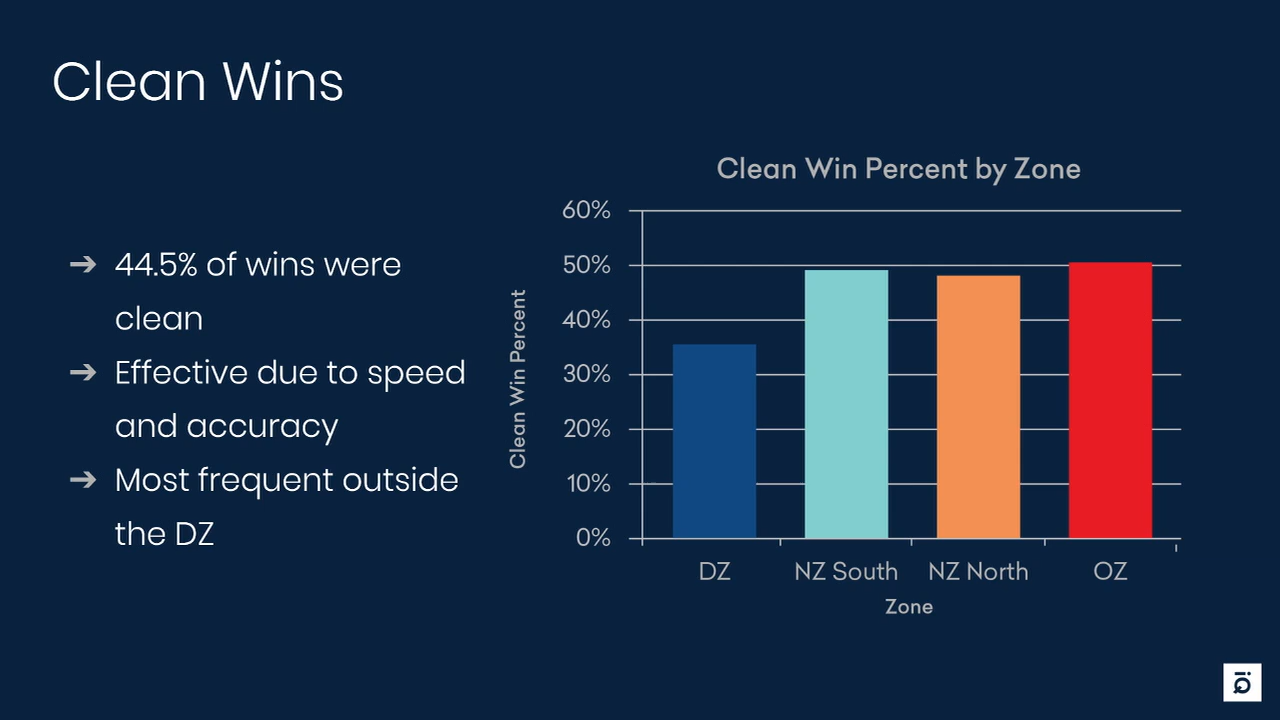 Clean Wins
➔ 44.5% of wins were
clean
➔ Effective due to speed
and accuracy
➔ Most frequent outside
the DZ
Clean Win Percent by Zone
Clean Win Percent
60%
50%
40%
30%
20%
10%
0%
DZ NZ South NZ North OZ
Zone